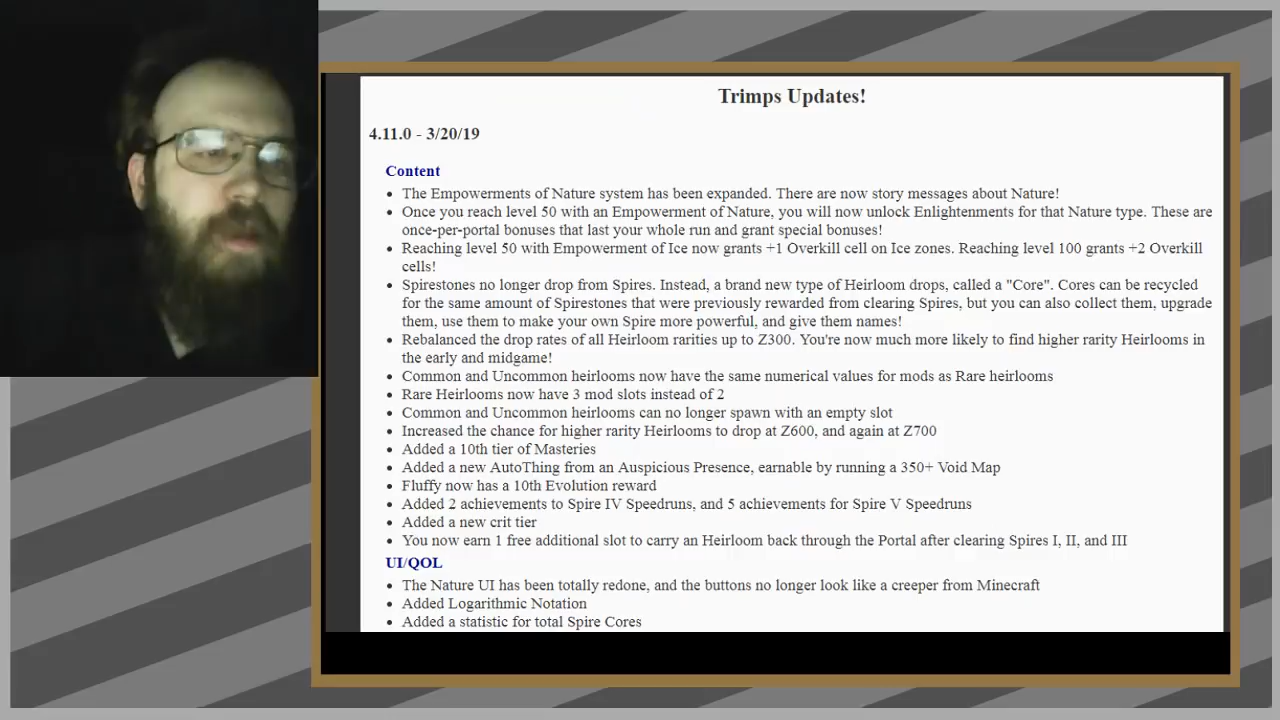 Trimps Updates!
4.11.0 - 3/20/19
Content
The Empowerments of Nature system has been expanded. There are now story messages about Nature!
Once you reach level 50 with an Empowerment of Nature, you will now unlock Enlightenments for that Nature type. These are
once-per-portal bonuses that last your whole run and grant special bonuses!
Reaching level 50 with Empowerment of Ice now grants +1 Overkill cell on Ice zones. Reaching level 100 grants +2 Overkill
cells!
Spirestones no longer drop from Spires. Instead, a brand new type of Heirloom drops, called a "Core". Cores can be recycled
for the same amount of Spirestones that were previously rewarded from clearing Spires, but you can also collect them, upgrade
them, use them to make your own Spire more powerful, and give them names!
Rebalanced the drop rates of all Heirloom rarities up to Z300. You're now much more likely to find higher rarity Heirlooms in
the early and midgame!
Common and Uncommon heirlooms now have the same numerical values for mods as Rare heirlooms
Rare Heirlooms now have 3 mod slots instead of 2
Common and Uncommon heirlooms can no longer spawn with an empty slot
Increased the chance for higher rarity Heirlooms to drop at Z600, and again at Z700
Added a 10th tier of Masteries
Added a new AutoThing from an Auspicious Presence, earnable by running a 350+ Void Map
Fluffy now has a 10th Evolution reward
Added 2 achievements to Spire IV Speedruns, and 5 achievements for Spire V Speedruns
Added a new crit tier
You now earn 1 free additional slot to carry an Heirloom back through the Portal after clearing Spires I, II, and III
UI/QOL
The Nature UI has been totally redone, and the buttons no longer look like a creeper from Minecraft
Added Logarithmic Notation
Added a statistic for total Spire Cores